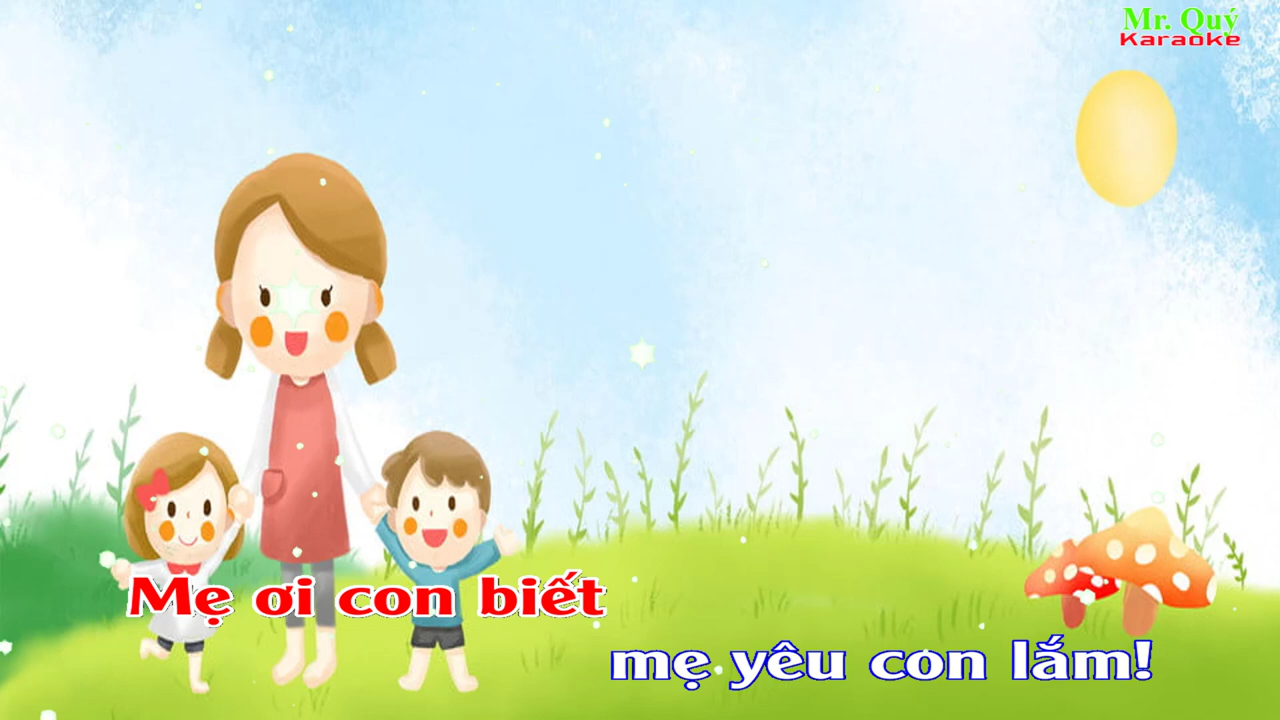 Mr. Quý
Karaoke
Mẹ ơi con biết
mẹ yêu con lắm!